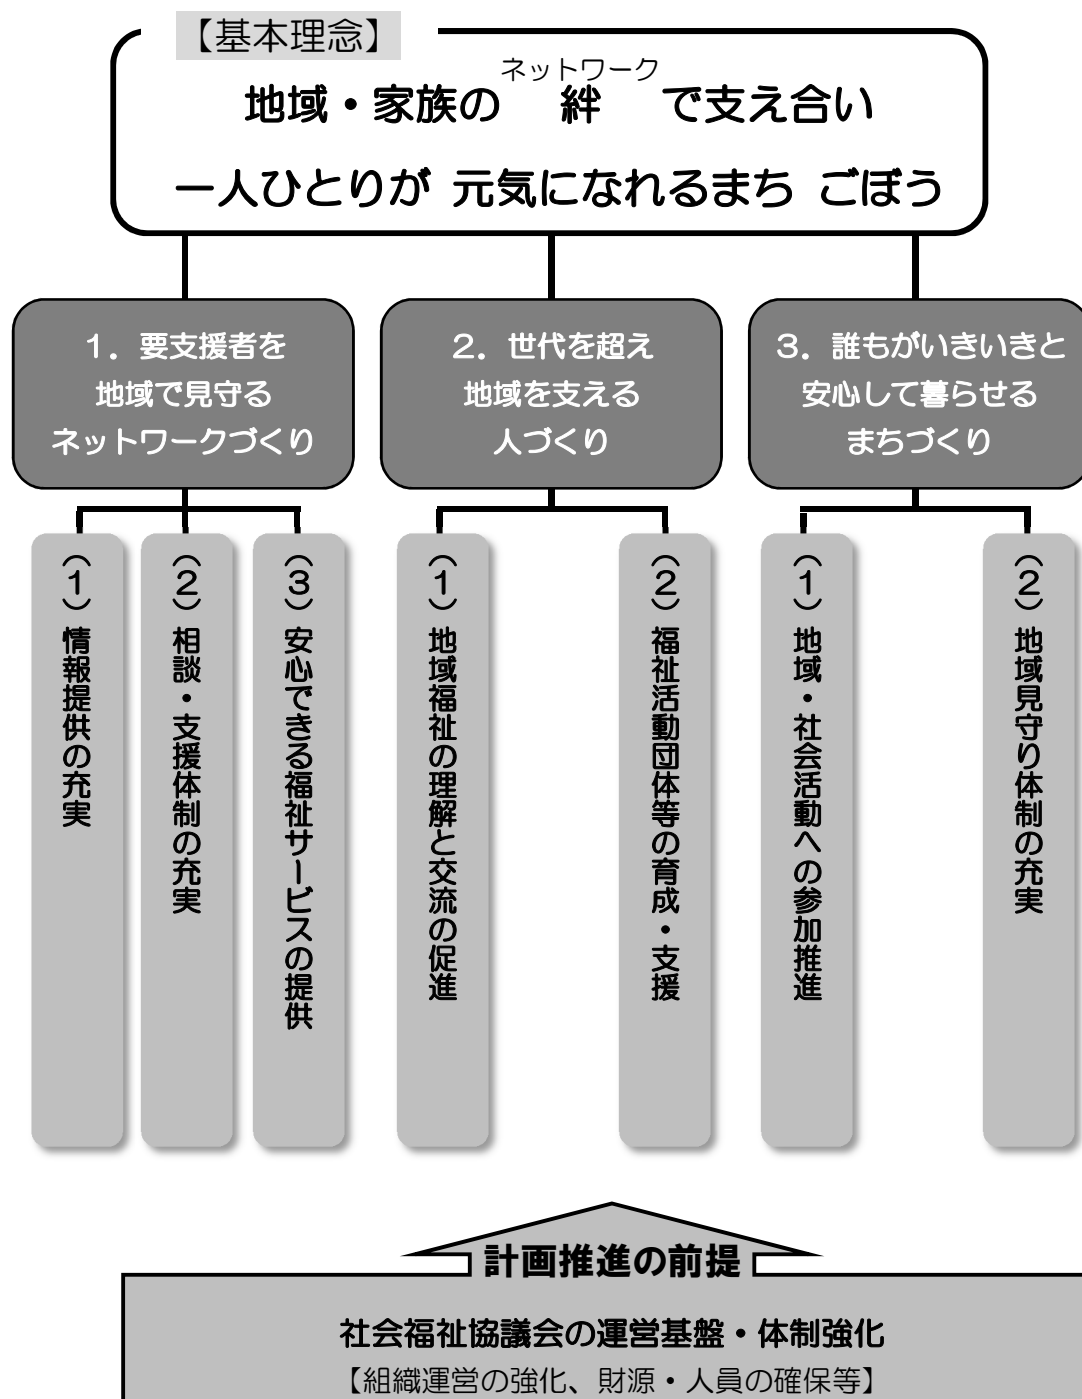 【基本理念】
ネットワーク
地域・家族の 絆 で支え合い
一人ひとりが 元気になれるまち ごぼう
1．要支援者を
地域で見守る
ネットワークづくり
2．世代を超え
地域を支える
人づくり
3．誰もがいきいきと
安心して暮らせる
まちづくり
（1）情報提供の充実
（2）相談・支援体制の充実
（3）安心できる福祉サービスの提供
（1）地域福祉の理解と交流の促進
（2）福祉活動団体等の育成・支援
（1）地域・社会活動への参加推進
（2）地域見守り体制の充実
計画推進の前提
社会福祉協議会の運営基盤・体制強化
【組織運営の強化、財源・人員の確保等】